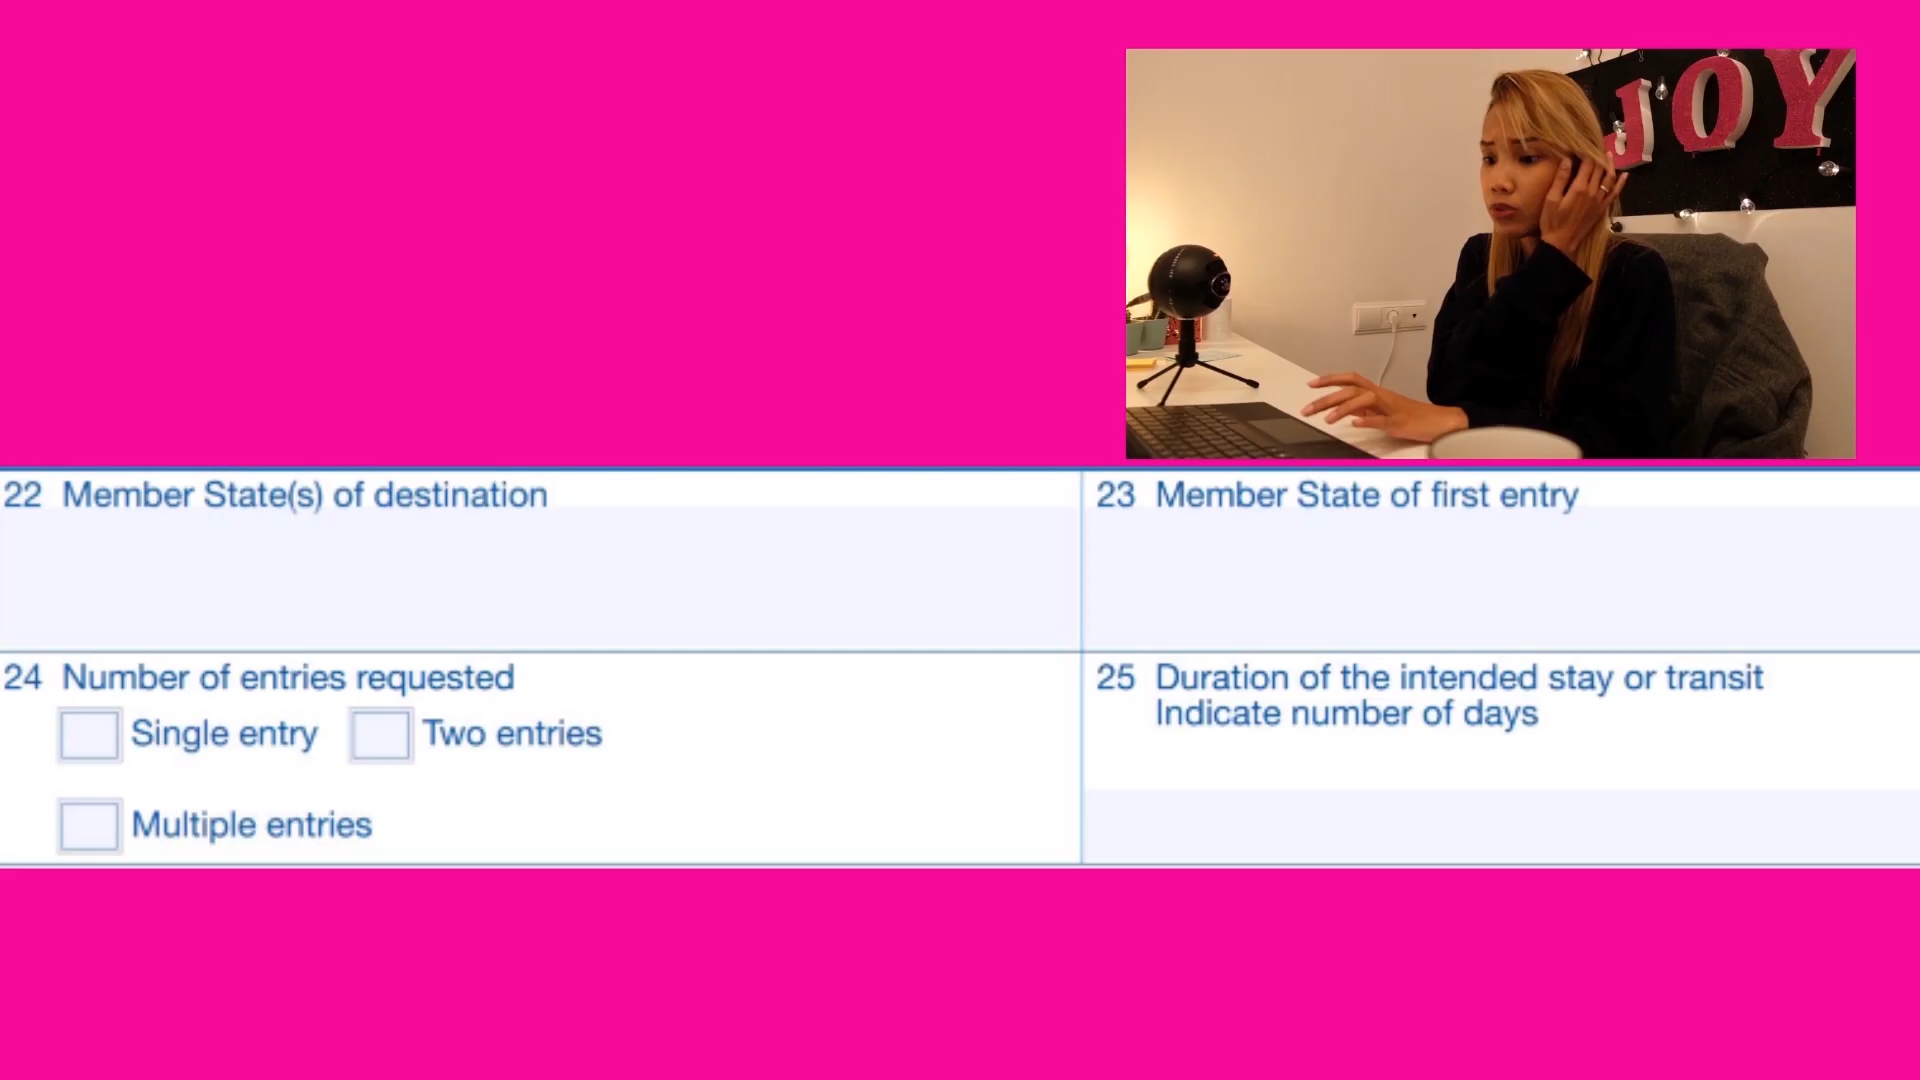 JOY
22 Member State(s) of destination
23 Member State of first entry
24 Number of entries requested
Single entry Two entries
Multiple entries
25 Duration of the intended stay or transit
Indicate number of days